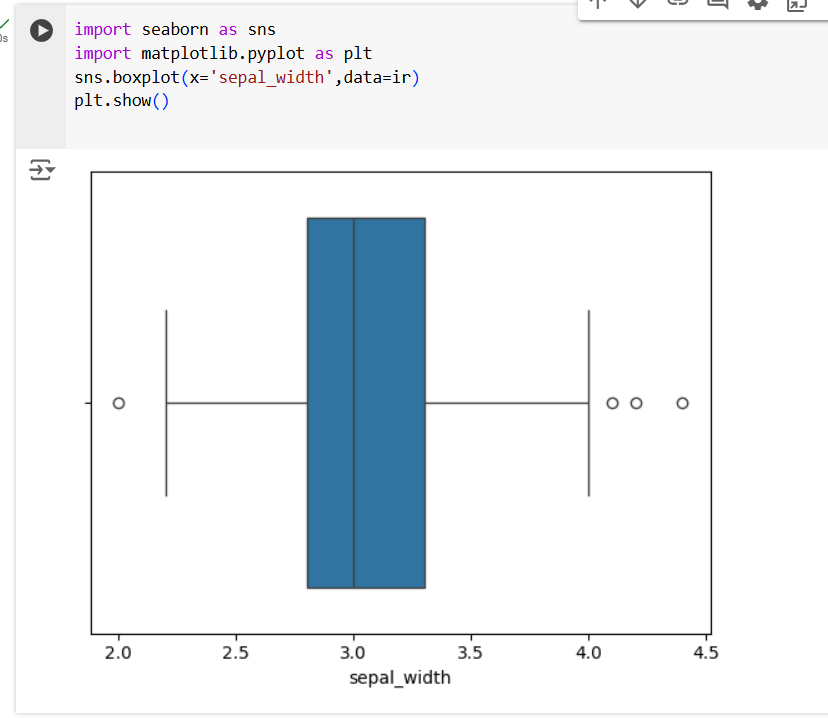 import seaborn as sns
import matplotlib.pyplot as plt
sns.boxplot(x='sepal_width',data=ir)
plt.show()
2.0 2.5 3.0 3.5 4.0 4.5
sepal_width